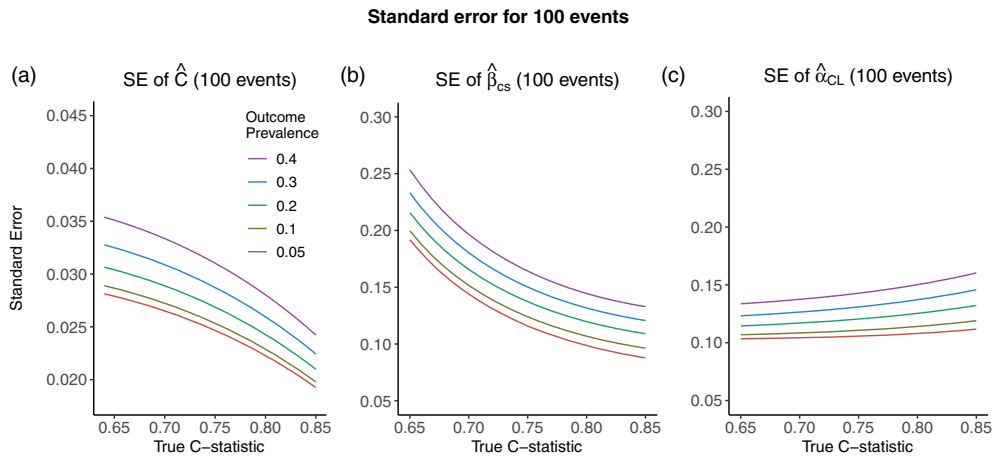 Standard error for 100 events
(a)
SE of Ĉ (100 events)
Standard Error
0.045
0.040
0.035
0.030
0.025
0.020
Outcome
Prevalence
0.4
0.3
0.2
0.1
0.05
0.65 0.70 0.75 0.80 0.85
True C−statistic
(b)
SE of β̂cs (100 events)
0.30
0.25
0.20
0.15
0.10
0.05
0.65 0.70 0.75 0.80 0.85
True C−statistic
(c)
SE of α̂CL (100 events)
0.30
0.25
0.20
0.15
0.10
0.05
0.65 0.70 0.75 0.80 0.85
True C−statistic